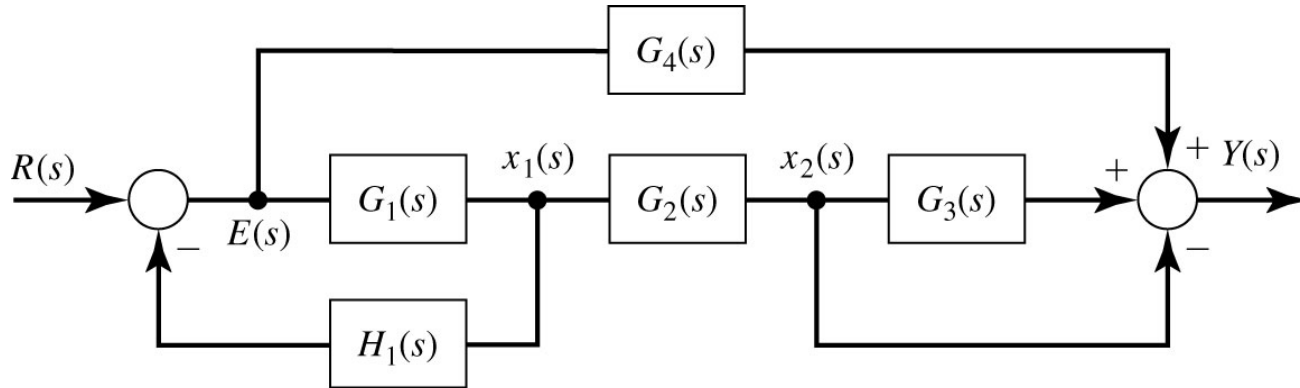 G₄(s)
R(s)
E(s)
G₁(s)
x₁(s)
G₂(s)
x₂(s)
G₃(s)
+
+
Y(s)
−
−
H₁(s)